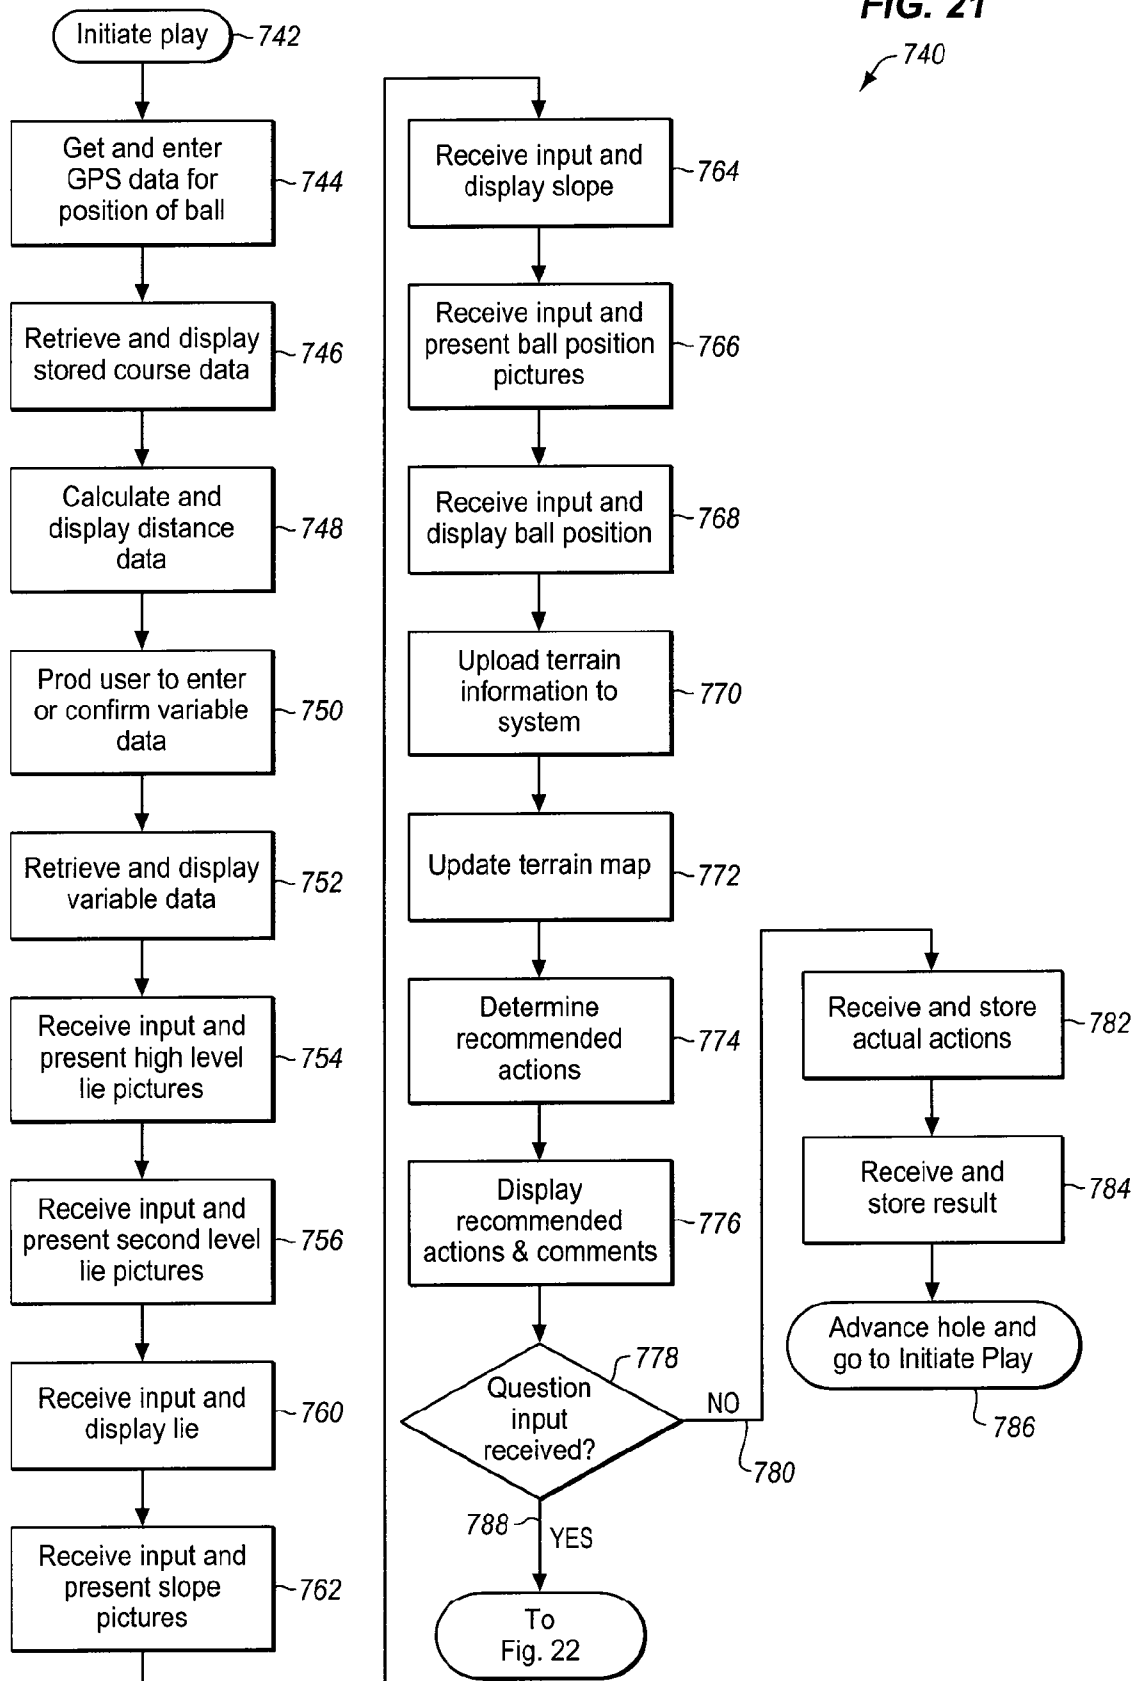 FIG. 21
740
Initiate play
742
Get and enter
GPS data for
position of ball
744
Retrieve and display
stored course data
746
Calculate and
display distance
data
748
Prod user to enter
or confirm variable
data
750
Retrieve and display
variable data
752
Receive input and
present high level
lie pictures
754
Receive input and
present second level
lie pictures
756
Receive input and
display lie
760
Receive input and
present slope
pictures
762
Receive input and
display slope
764
Receive input and
present ball position
pictures
766
Receive input and
display ball position
768
Upload terrain
information to
system
770
Update terrain map
772
Determine
recommended
actions
774
Display
recommended
actions & comments
776
Question
input
received?
778
NO
780
788
YES
To
Fig. 22
Receive and store
actual actions
782
Receive and
store result
784
Advance hole and
go to Initiate Play
786